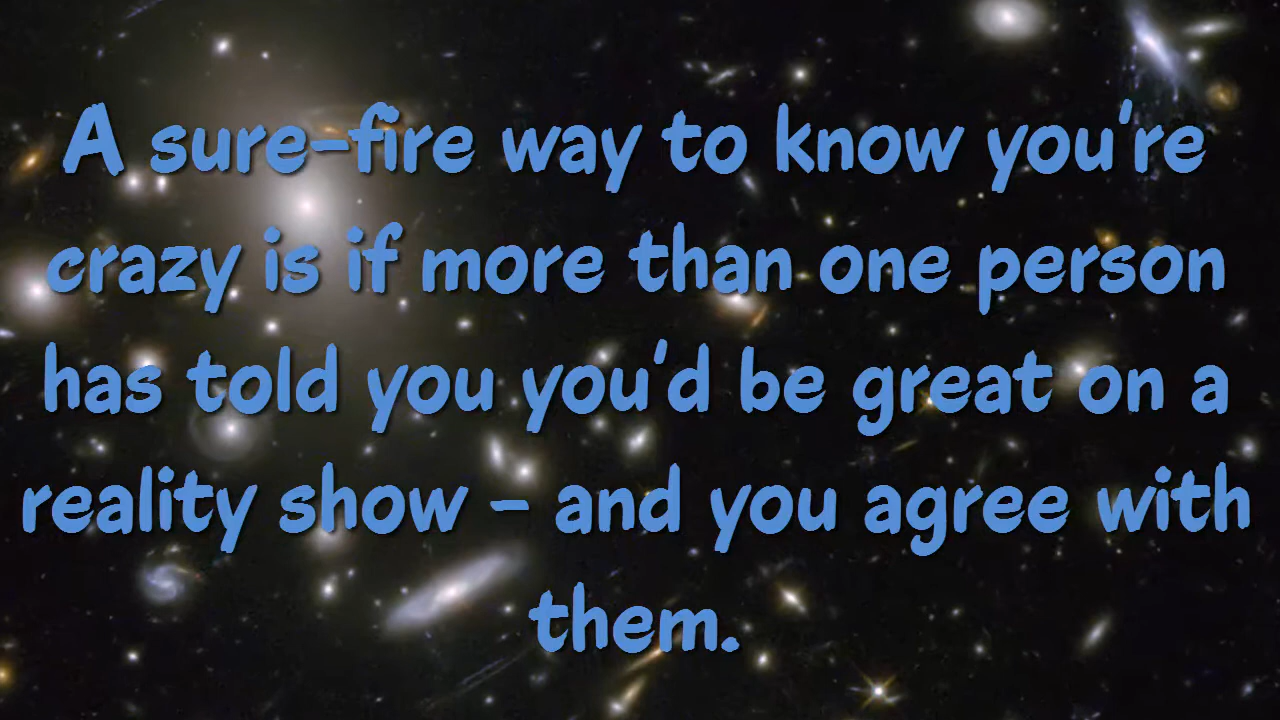 A sure-fire way to know you're
crazy is if more than one person
has told you you'd be great on a
reality show - and you agree with
them.